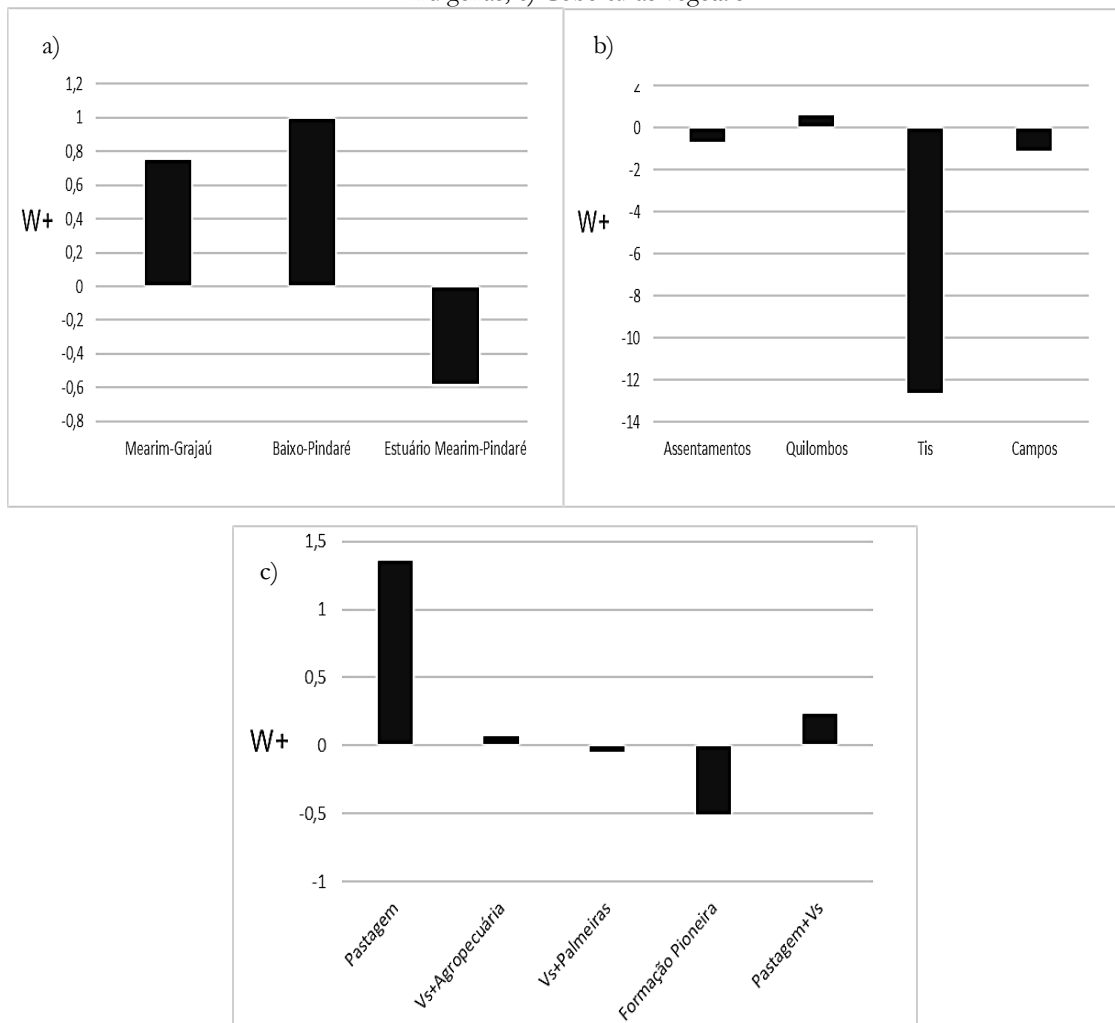 a)
1,2
1
0,8
0,6
W+ 0,4
0,2
0
-0,2
-0,4
-0,6
-0,8
Mearim-Grajaú Baixo-Pindaré Estuário Mearim-Pindaré
b)
2
0
-2
-4
W+
-6
-8
-10
-12
-14
Assentamentos Quilombos Tis Campos
c)
1,5
1
0,5
W+ 0
-0,5
-1
Pastagem
Vs+Agropecuária
Vs+Palmeiras
Formação Pioneira
Pastagem+Vs